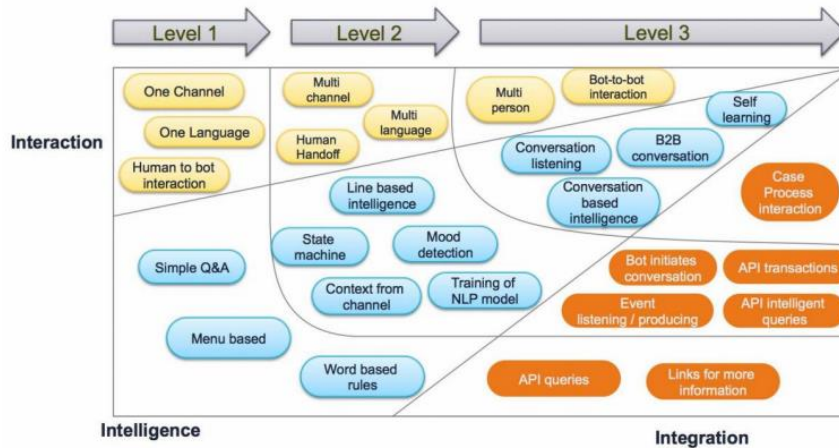 Level 1
Level 2
Level 3
One Channel
One Language
Human to bot
interaction
Multi
channel
Multi
language
Human
Handoff
Multi
person
Bot-to-bot
interaction
Self
learning
Interaction
Conversation
listening
B2B
conversation
Line based
intelligence
Conversation
based
intelligence
Case
Process
interaction
State
machine
Mood
detection
Simple Q&A
Context from
channel
Training of
NLP model
Bot initiates
conversation
API transactions
Event
listening / producing
API intelligent
queries
Menu based
Word based
rules
API queries
Links for more
information
Intelligence
Integration